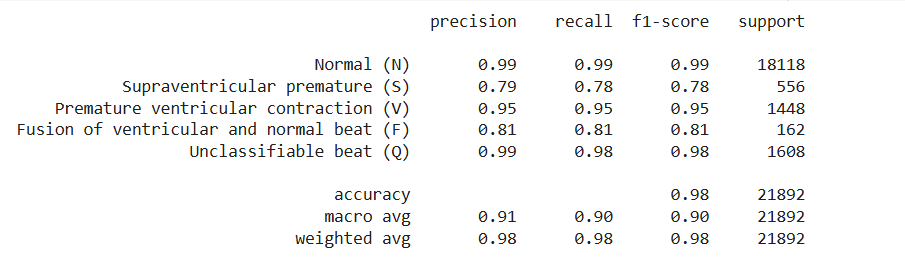 precision recall f1-score support
Normal (N) 0.99 0.99 0.99 18118
Supraventricular premature (S) 0.79 0.78 0.78 556
Premature ventricular contraction (V) 0.95 0.95 0.95 1448
Fusion of ventricular and normal beat (F) 0.81 0.81 0.81 162
Unclassifiable beat (Q) 0.99 0.98 0.98 1608
accuracy 0.98 21892
macro avg 0.91 0.90 0.90 21892
weighted avg 0.98 0.98 0.98 21892